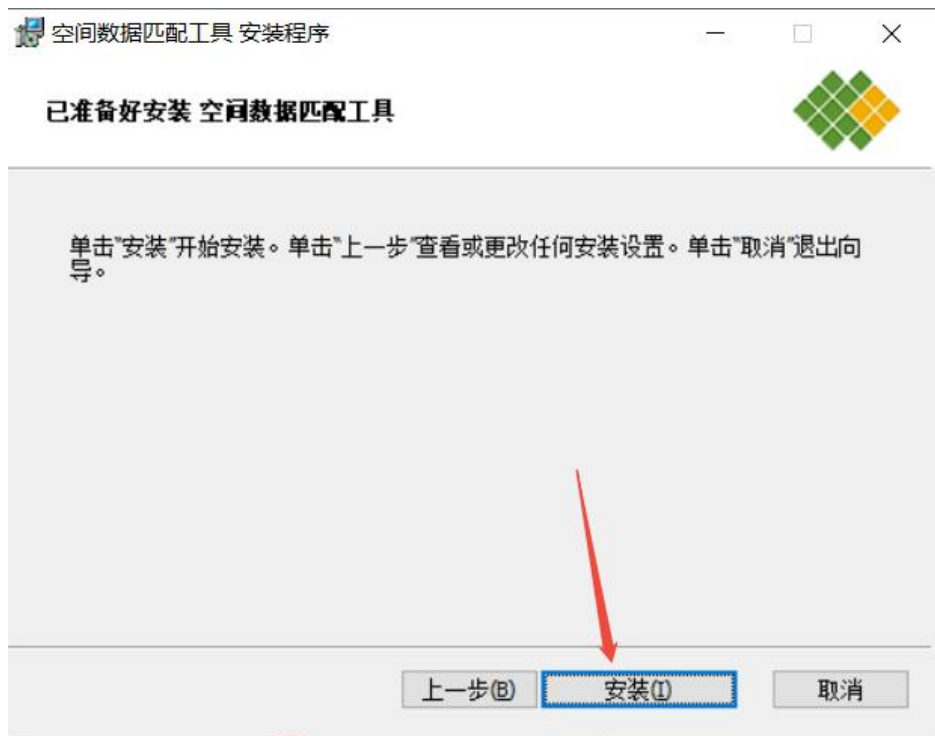 空间数据匹配工具 安装程序
已准备好安装 空间数据匹配工具
单击"安装"开始安装。单击"上一步"查看或更改任何安装设置。单击"取消"退出向
导。
上一步(B) 安装(I) 取消